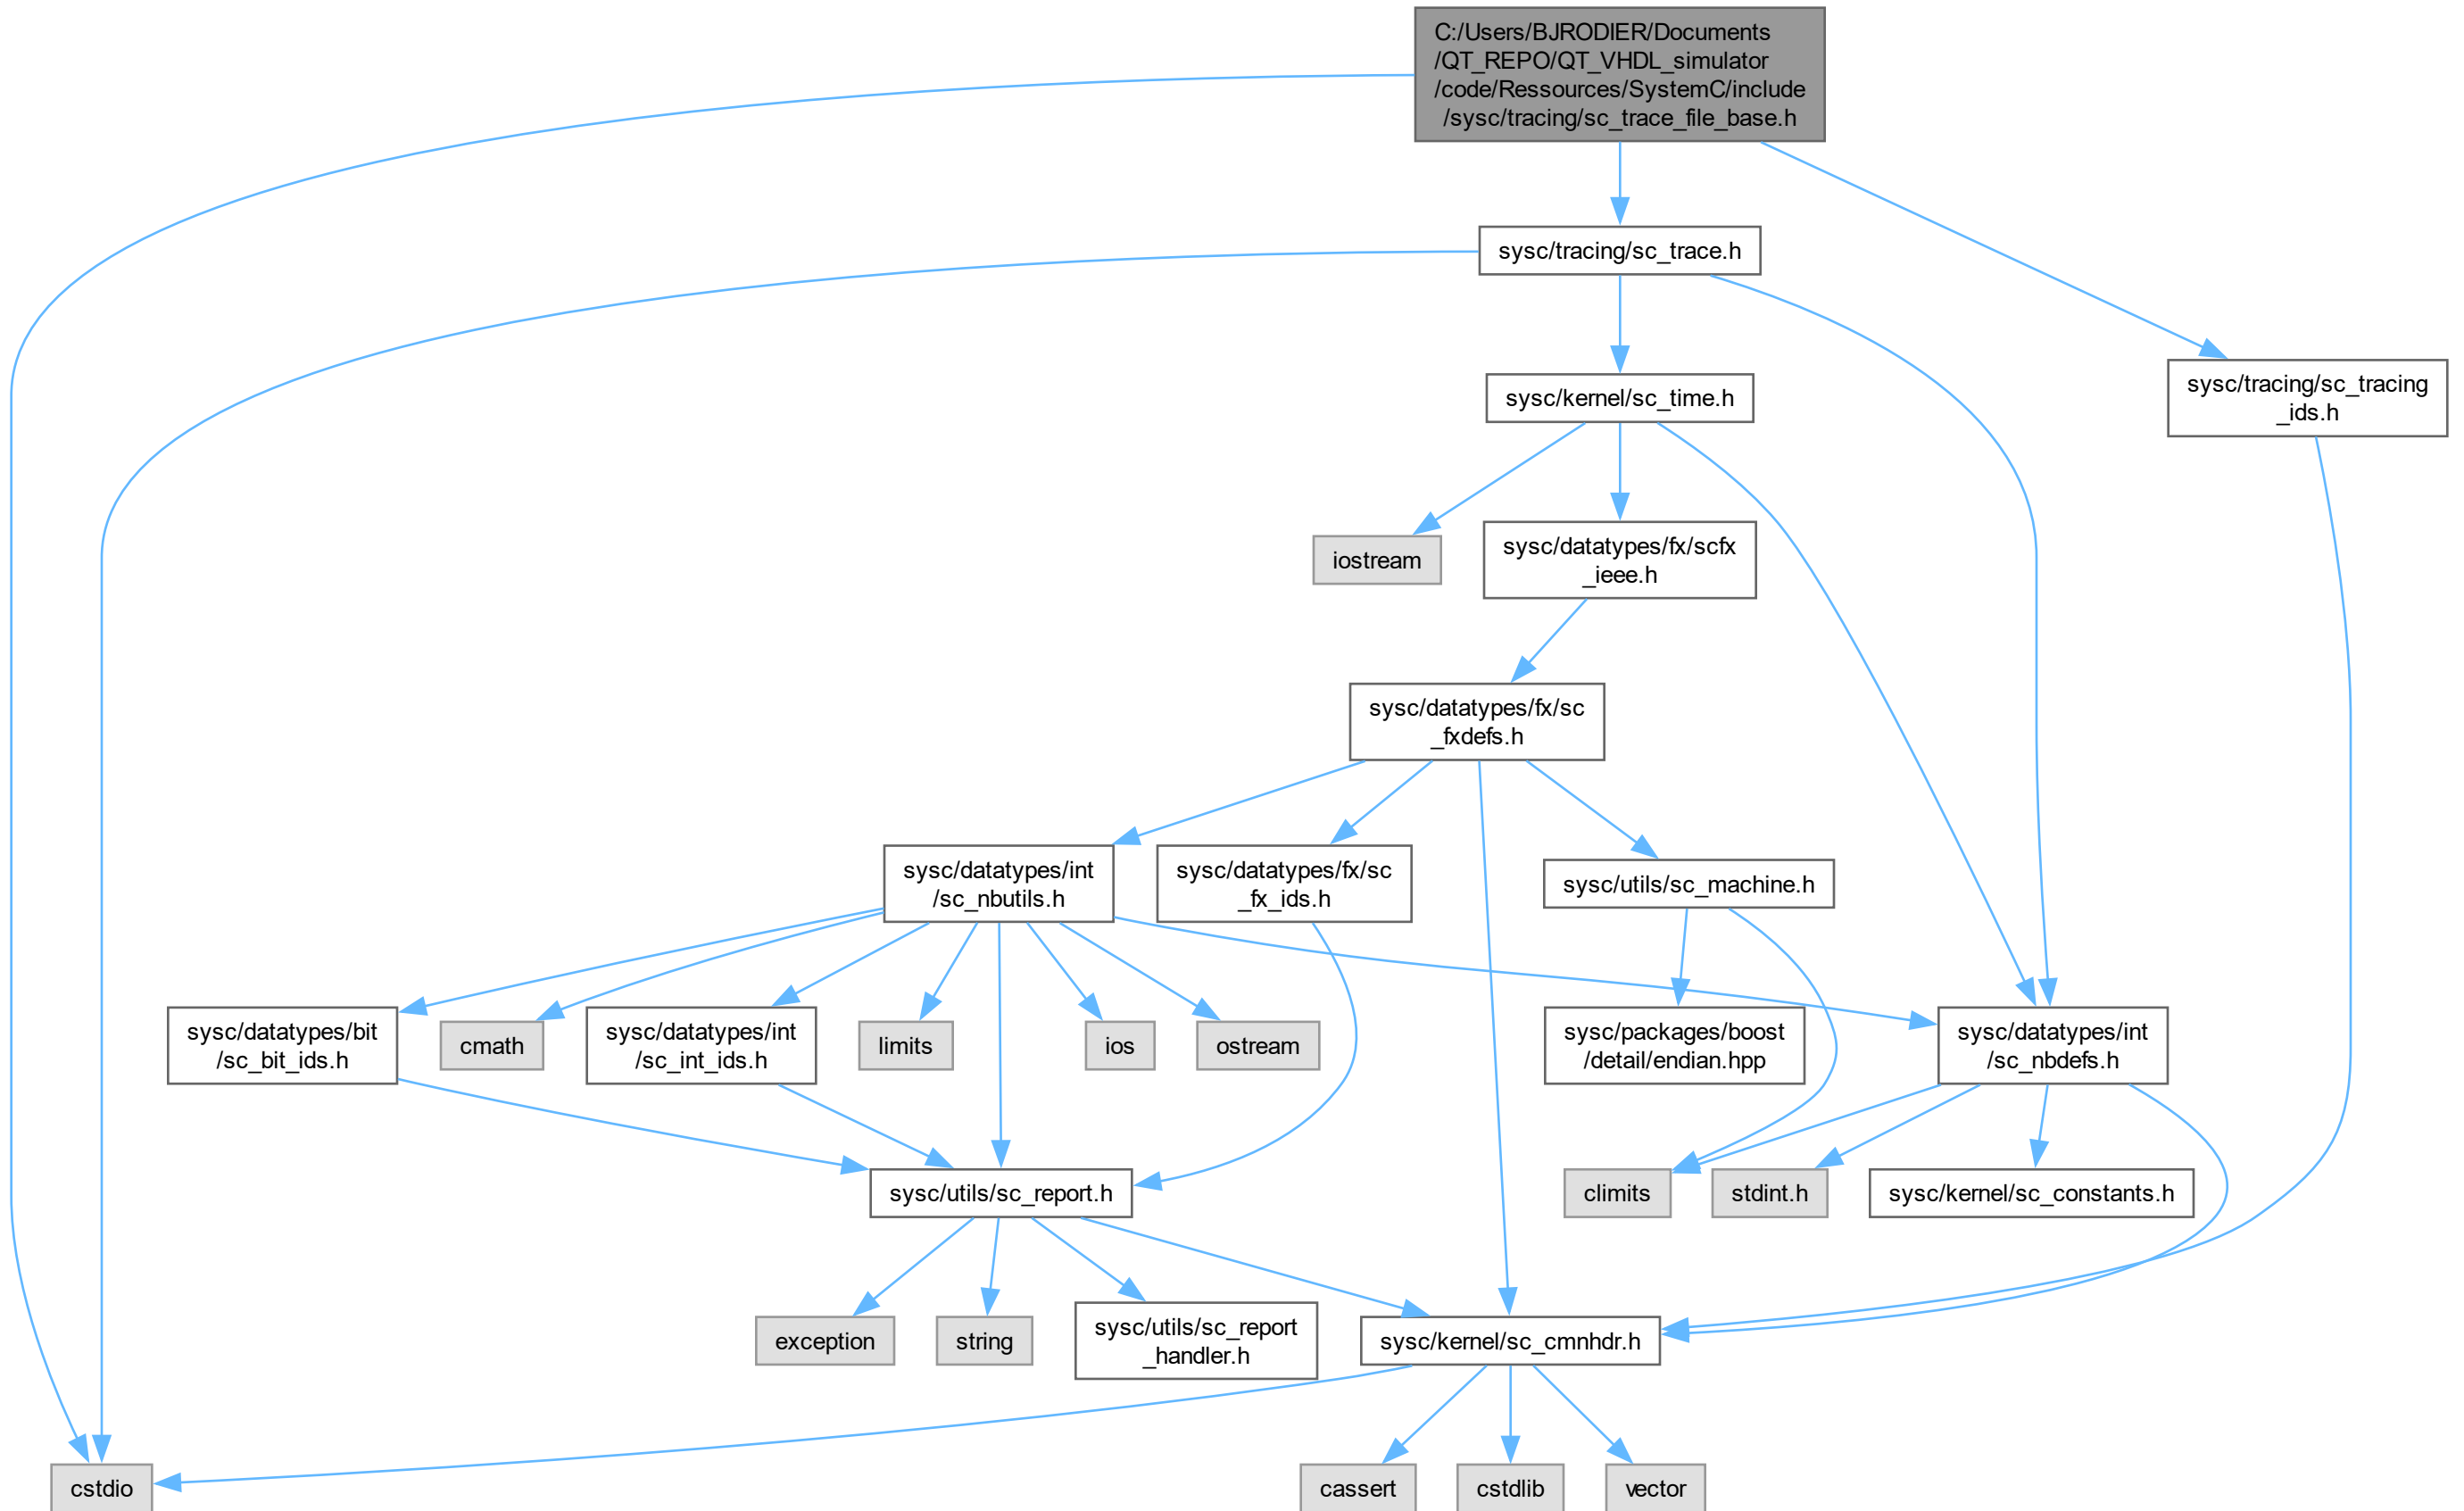 C:/Users/BJRODIER/Documents
/QT_REPO/QT_VHDL_simulator
/code/Ressources/SystemC/include
/sysc/tracing/sc_trace_file_base.h
sysc/tracing/sc_trace.h
sysc/kernel/sc_time.h
sysc/tracing/sc_tracing
_ids.h
iostream
sysc/datatypes/fx/scfx
_ieee.h
sysc/datatypes/fx/sc
_fxdefs.h
sysc/datatypes/int
/sc_nbutils.h
sysc/datatypes/fx/sc
_fx_ids.h
sysc/utils/sc_machine.h
sysc/datatypes/bit
/sc_bit_ids.h
cmath
sysc/datatypes/int
/sc_int_ids.h
limits
ios
ostream
sysc/packages/boost
/detail/endian.hpp
sysc/datatypes/int
/sc_nbdefs.h
sysc/utils/sc_report.h
climits
stdint.h
sysc/kernel/sc_constants.h
exception
string
sysc/utils/sc_report
_handler.h
sysc/kernel/sc_cmnhdr.h
cstdio
cassert
cstdlib
vector